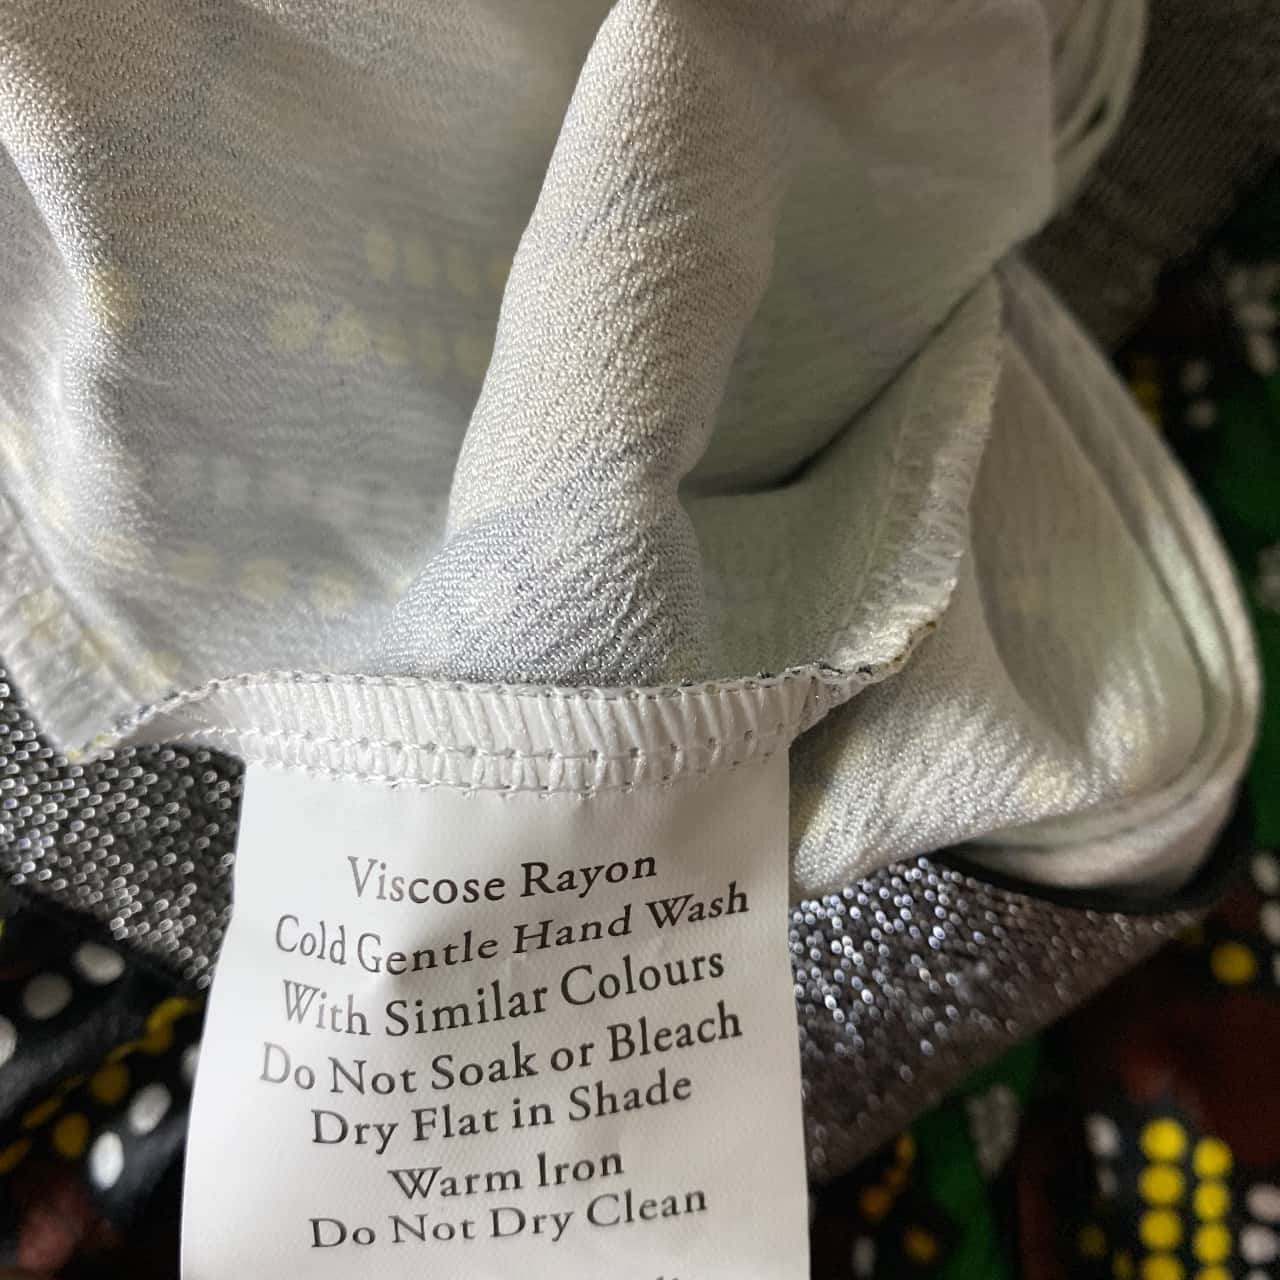 Viscose Rayon
Cold Gentle Hand Wash
With Similar Colours
Do Not Soak or Bleach
Dry Flat in Shade
Warm Iron
Do Not Dry Clean